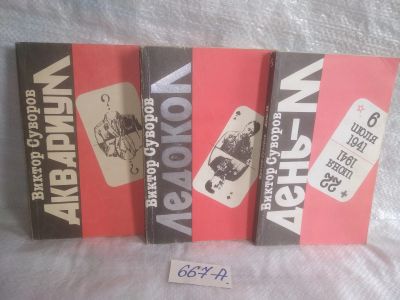 Виктор Суворов
Аквариум
Виктор Суворов
Ледокол
Виктор Суворов
День-М
6
июля
1941
22
июня
1941
667-А.